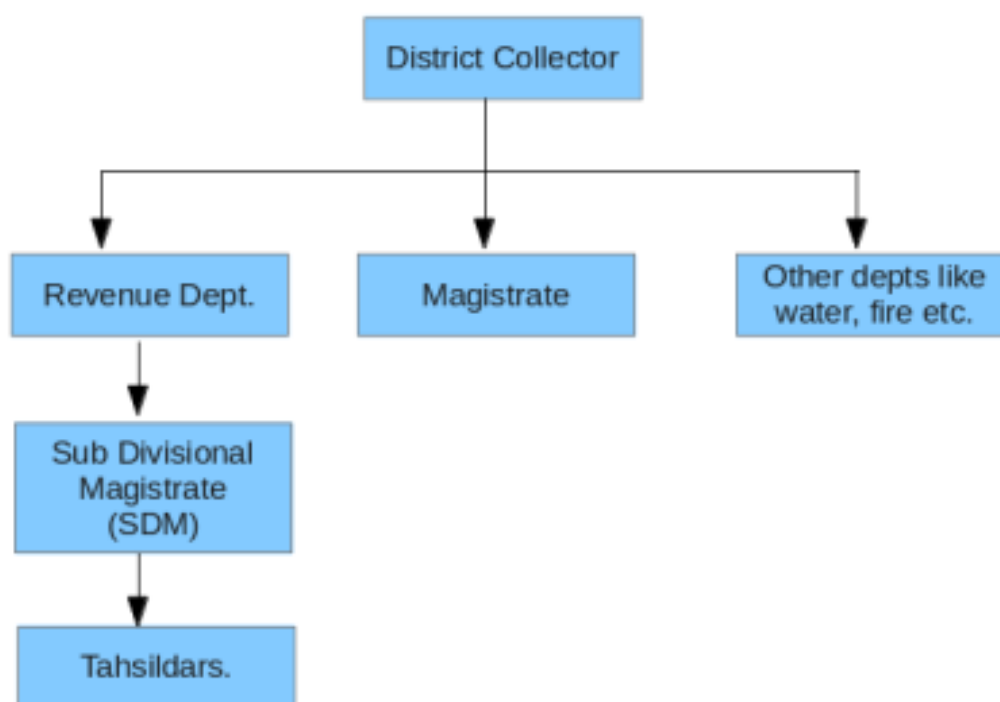 District Collector
Revenue Dept.
Magistrate
Other depts like
water, fire etc.
Sub Divisional
Magistrate
(SDM)
Tahsildars.